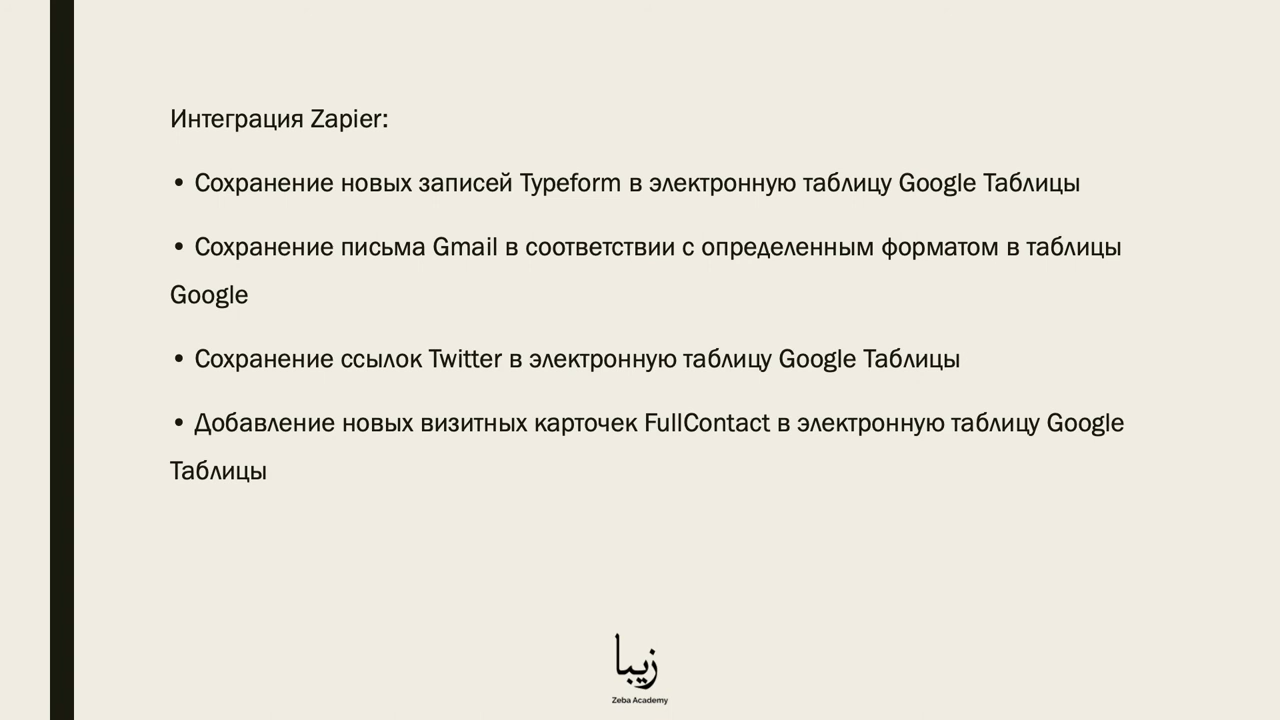 Интеграция Zapier:
• Сохранение новых записей Typeform в электронную таблицу Google Таблицы
• Сохранение письма Gmail в соответствии с определенным форматом в таблицы
Google
• Сохранение ссылок Twitter в электронную таблицу Google Таблицы
• Добавление новых визитных карточек FullContact в электронную таблицу Google
Таблицы
زیبا
Zeba Academy